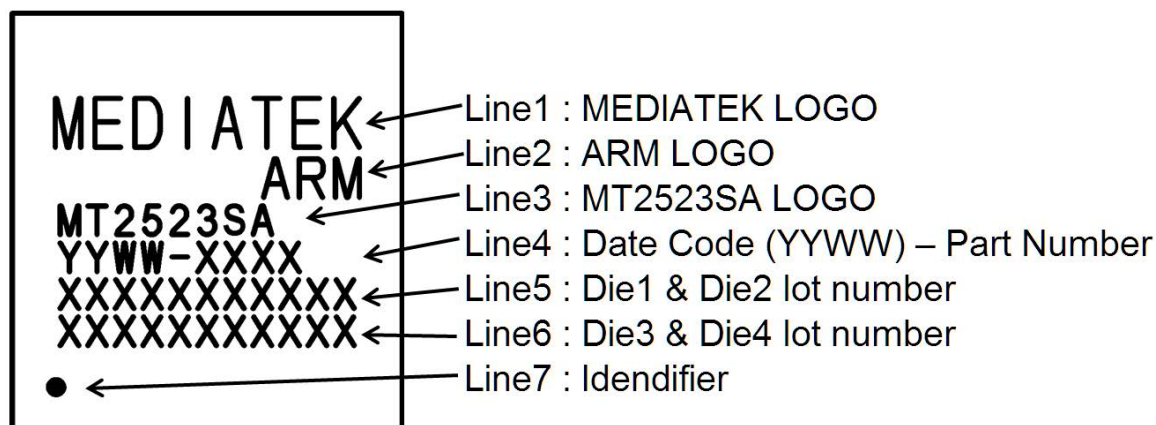 MEDIATEK
ARM
MT2523SA
YYWW-XXXX
XXXXXXXXXXX
XXXXXXXXXXX
Line1 : MEDIATEK LOGO
Line2 : ARM LOGO
Line3 : MT2523SA LOGO
Line4 : Date Code (YYWW) – Part Number
Line5 : Die1 & Die2 lot number
Line6 : Die3 & Die4 lot number
Line7 : Idendifier